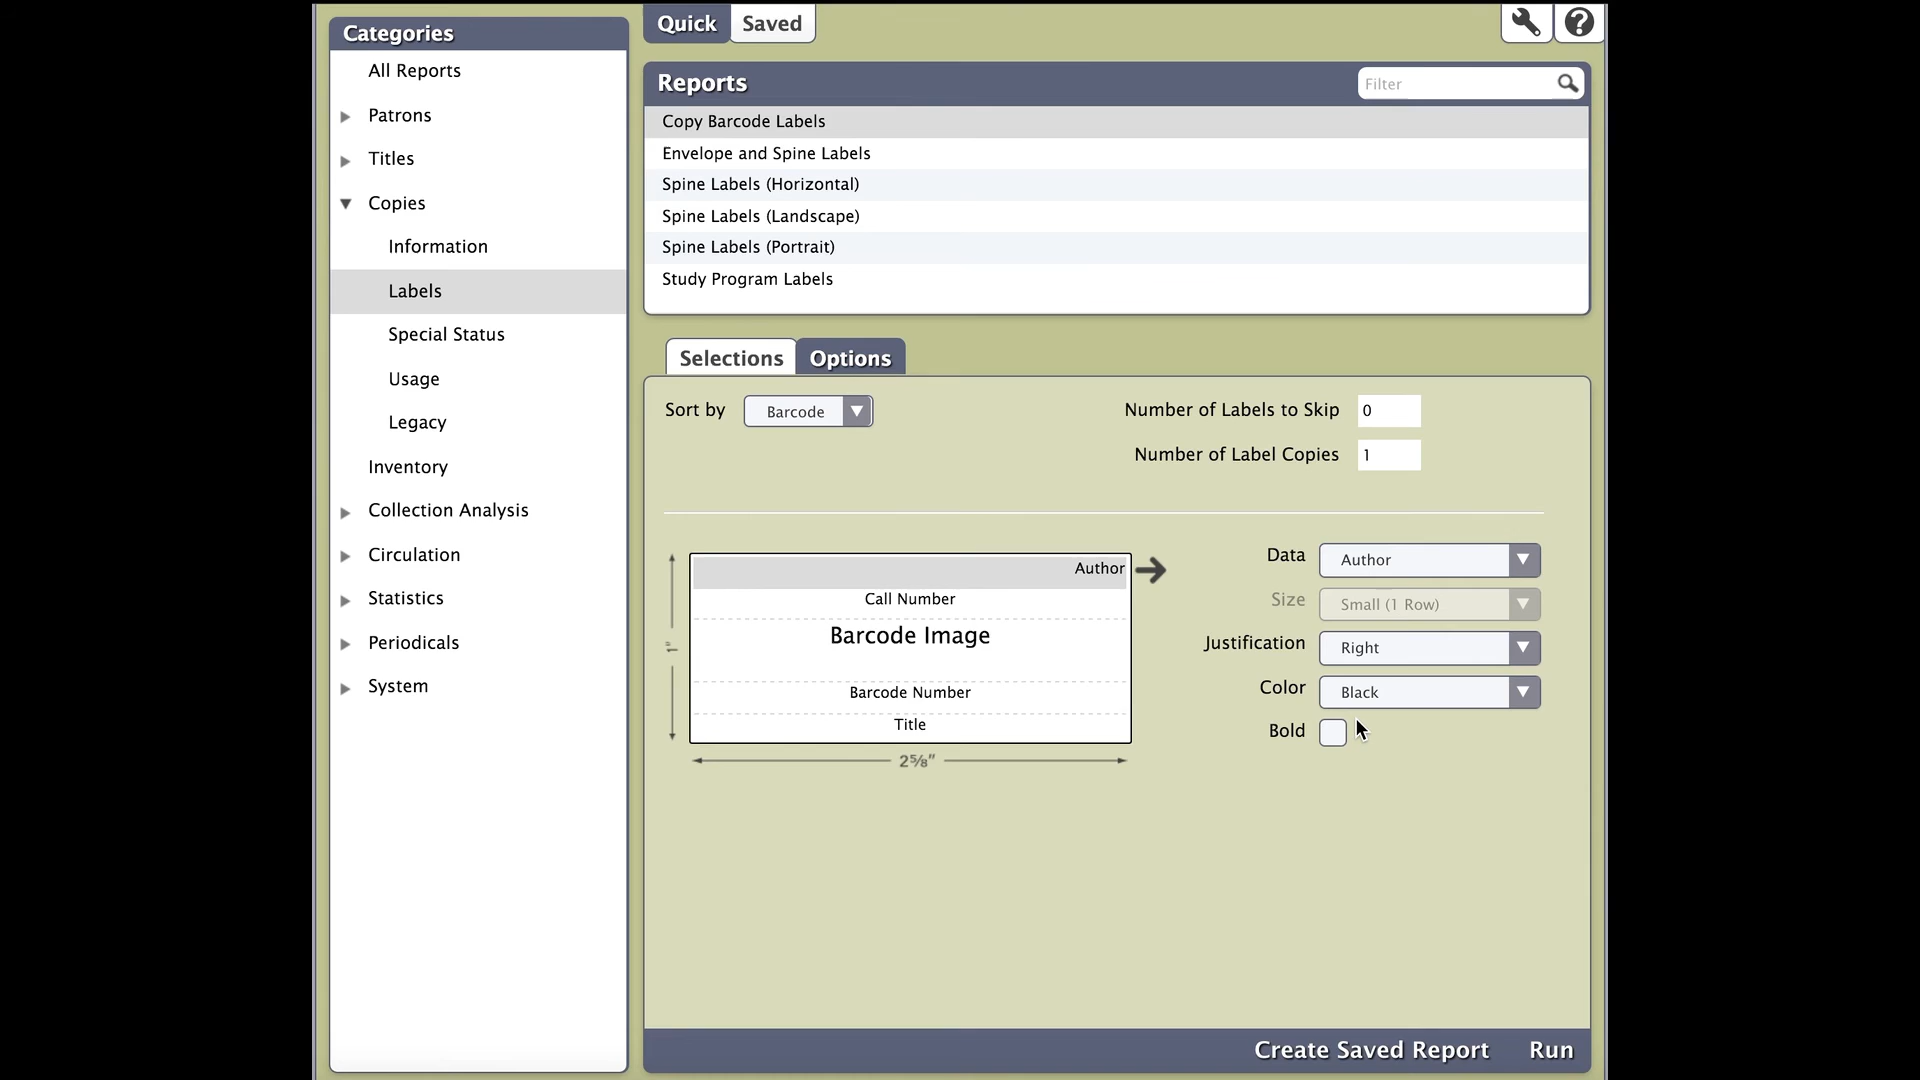 Categories
All Reports
Patrons
Titles
Copies
Information
Labels
Special Status
Usage
Legacy
Inventory
Collection Analysis
Circulation
Statistics
Periodicals
System
Quick
Saved
Reports
Filter
Copy Barcode Labels
Envelope and Spine Labels
Spine Labels (Horizontal)
Spine Labels (Landscape)
Spine Labels (Portrait)
Study Program Labels
Selections
Options
Sort by
Barcode
Number of Labels to Skip
0
Number of Label Copies
1
1"
Author
Call Number
Barcode Image
Barcode Number
Title
2⅝"
Data
Author
Size
Small (1 Row)
Justification
Right
Color
Black
Bold
Create Saved Report
Run